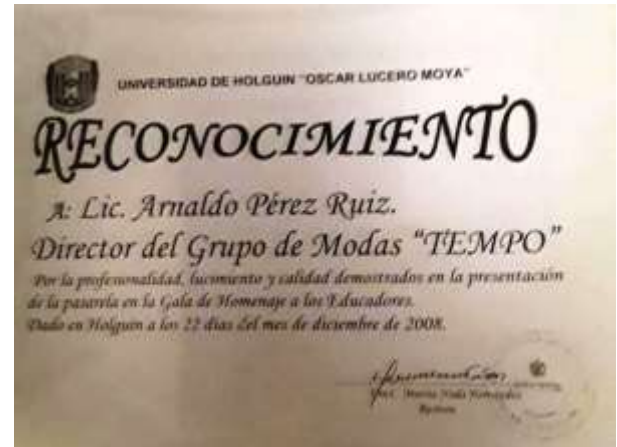 UNIVERSIDAD DE HOLGUIN "OSCAR LUCERO MOYA"
RECONOCIMIENTO
A: Lic. Arnaldo Pérez Ruiz.
Director del Grupo de Modas "TEMPO"
Por la profesionalidad, lucimiento y calidad demostrados en la presentación
de la pasarela en la Gala de Homenaje a los Educadores.
Dado en Holguín a los 22 días del mes de diciembre de 2008.